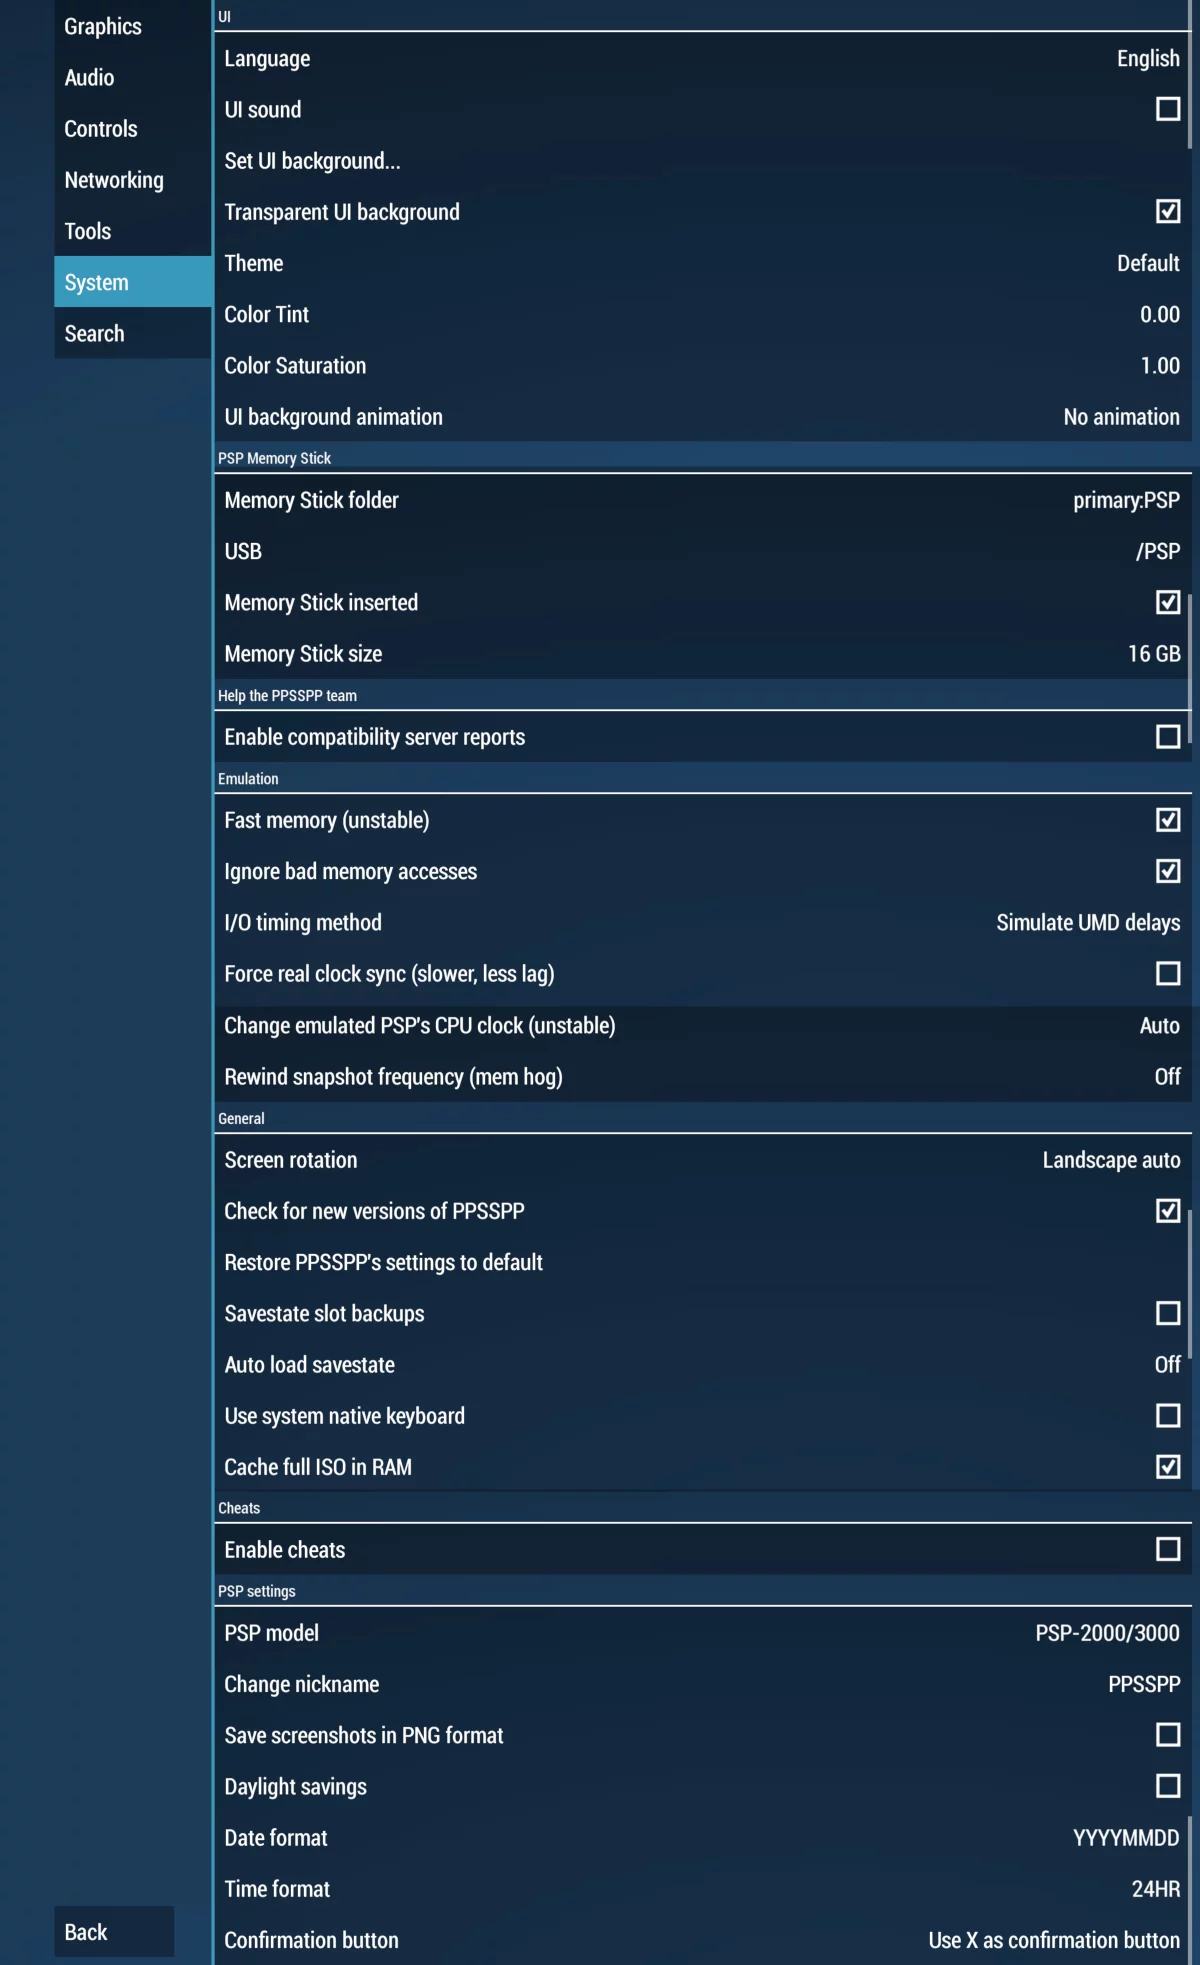 Graphics
Audio
Controls
Networking
Tools
System
Search
Back
UI
Language English
UI sound
Set UI background...
Transparent UI background
Theme Default
Color Tint 0.00
Color Saturation 1.00
UI background animation No animation
PSP Memory Stick
Memory Stick folder primary:PSP
USB /PSP
Memory Stick inserted
Memory Stick size 16 GB
Help the PPSSPP team
Enable compatibility server reports
Emulation
Fast memory (unstable)
Ignore bad memory accesses
I/O timing method Simulate UMD delays
Force real clock sync (slower, less lag)
Change emulated PSP's CPU clock (unstable) Auto
Rewind snapshot frequency (mem hog) Off
General
Screen rotation Landscape auto
Check for new versions of PPSSPP
Restore PPSSPP's settings to default
Savestate slot backups
Auto load savestate Off
Use system native keyboard
Cache full ISO in RAM
Cheats
Enable cheats
PSP settings
PSP model PSP-2000/3000
Change nickname PPSSPP
Save screenshots in PNG format
Daylight savings
Date format YYYYMMDD
Time format 24HR
Confirmation button Use X as confirmation button